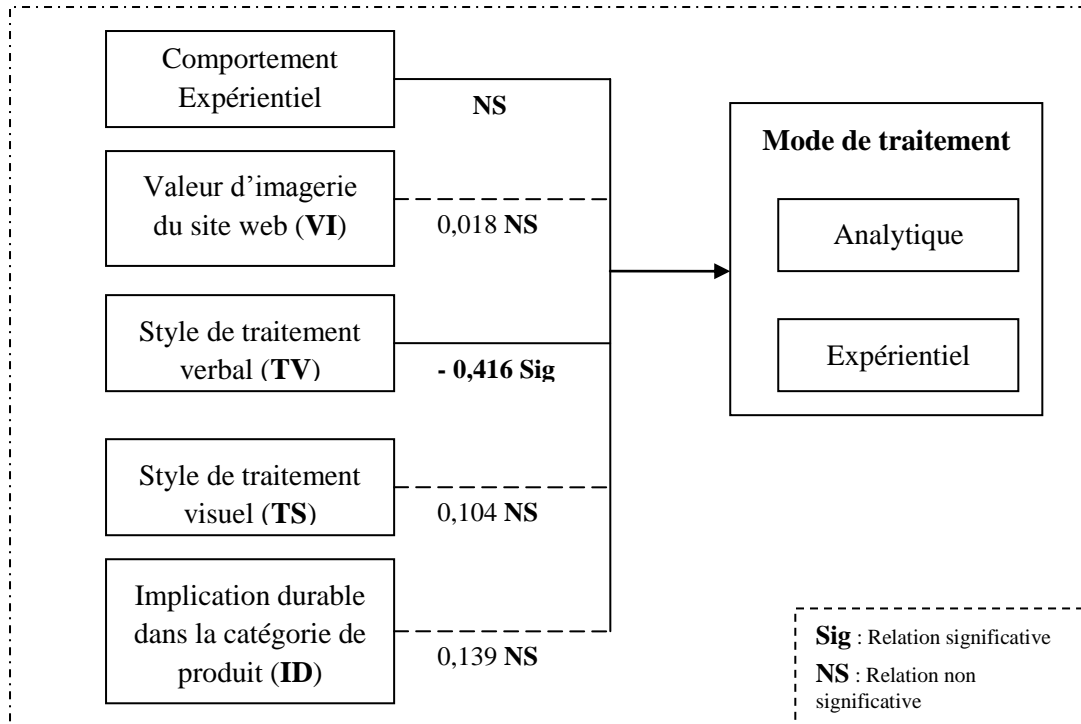 Comportement
Expérientiel
NS
Valeur d’imagerie
du site web (VI)
0,018 NS
Style de traitement
verbal (TV)
- 0,416 Sig
Style de traitement
visuel (TS)
0,104 NS
Implication durable
dans la catégorie de
produit (ID)
0,139 NS
Mode de traitement
Analytique
Expérientiel
Sig : Relation significative
NS : Relation non
significative